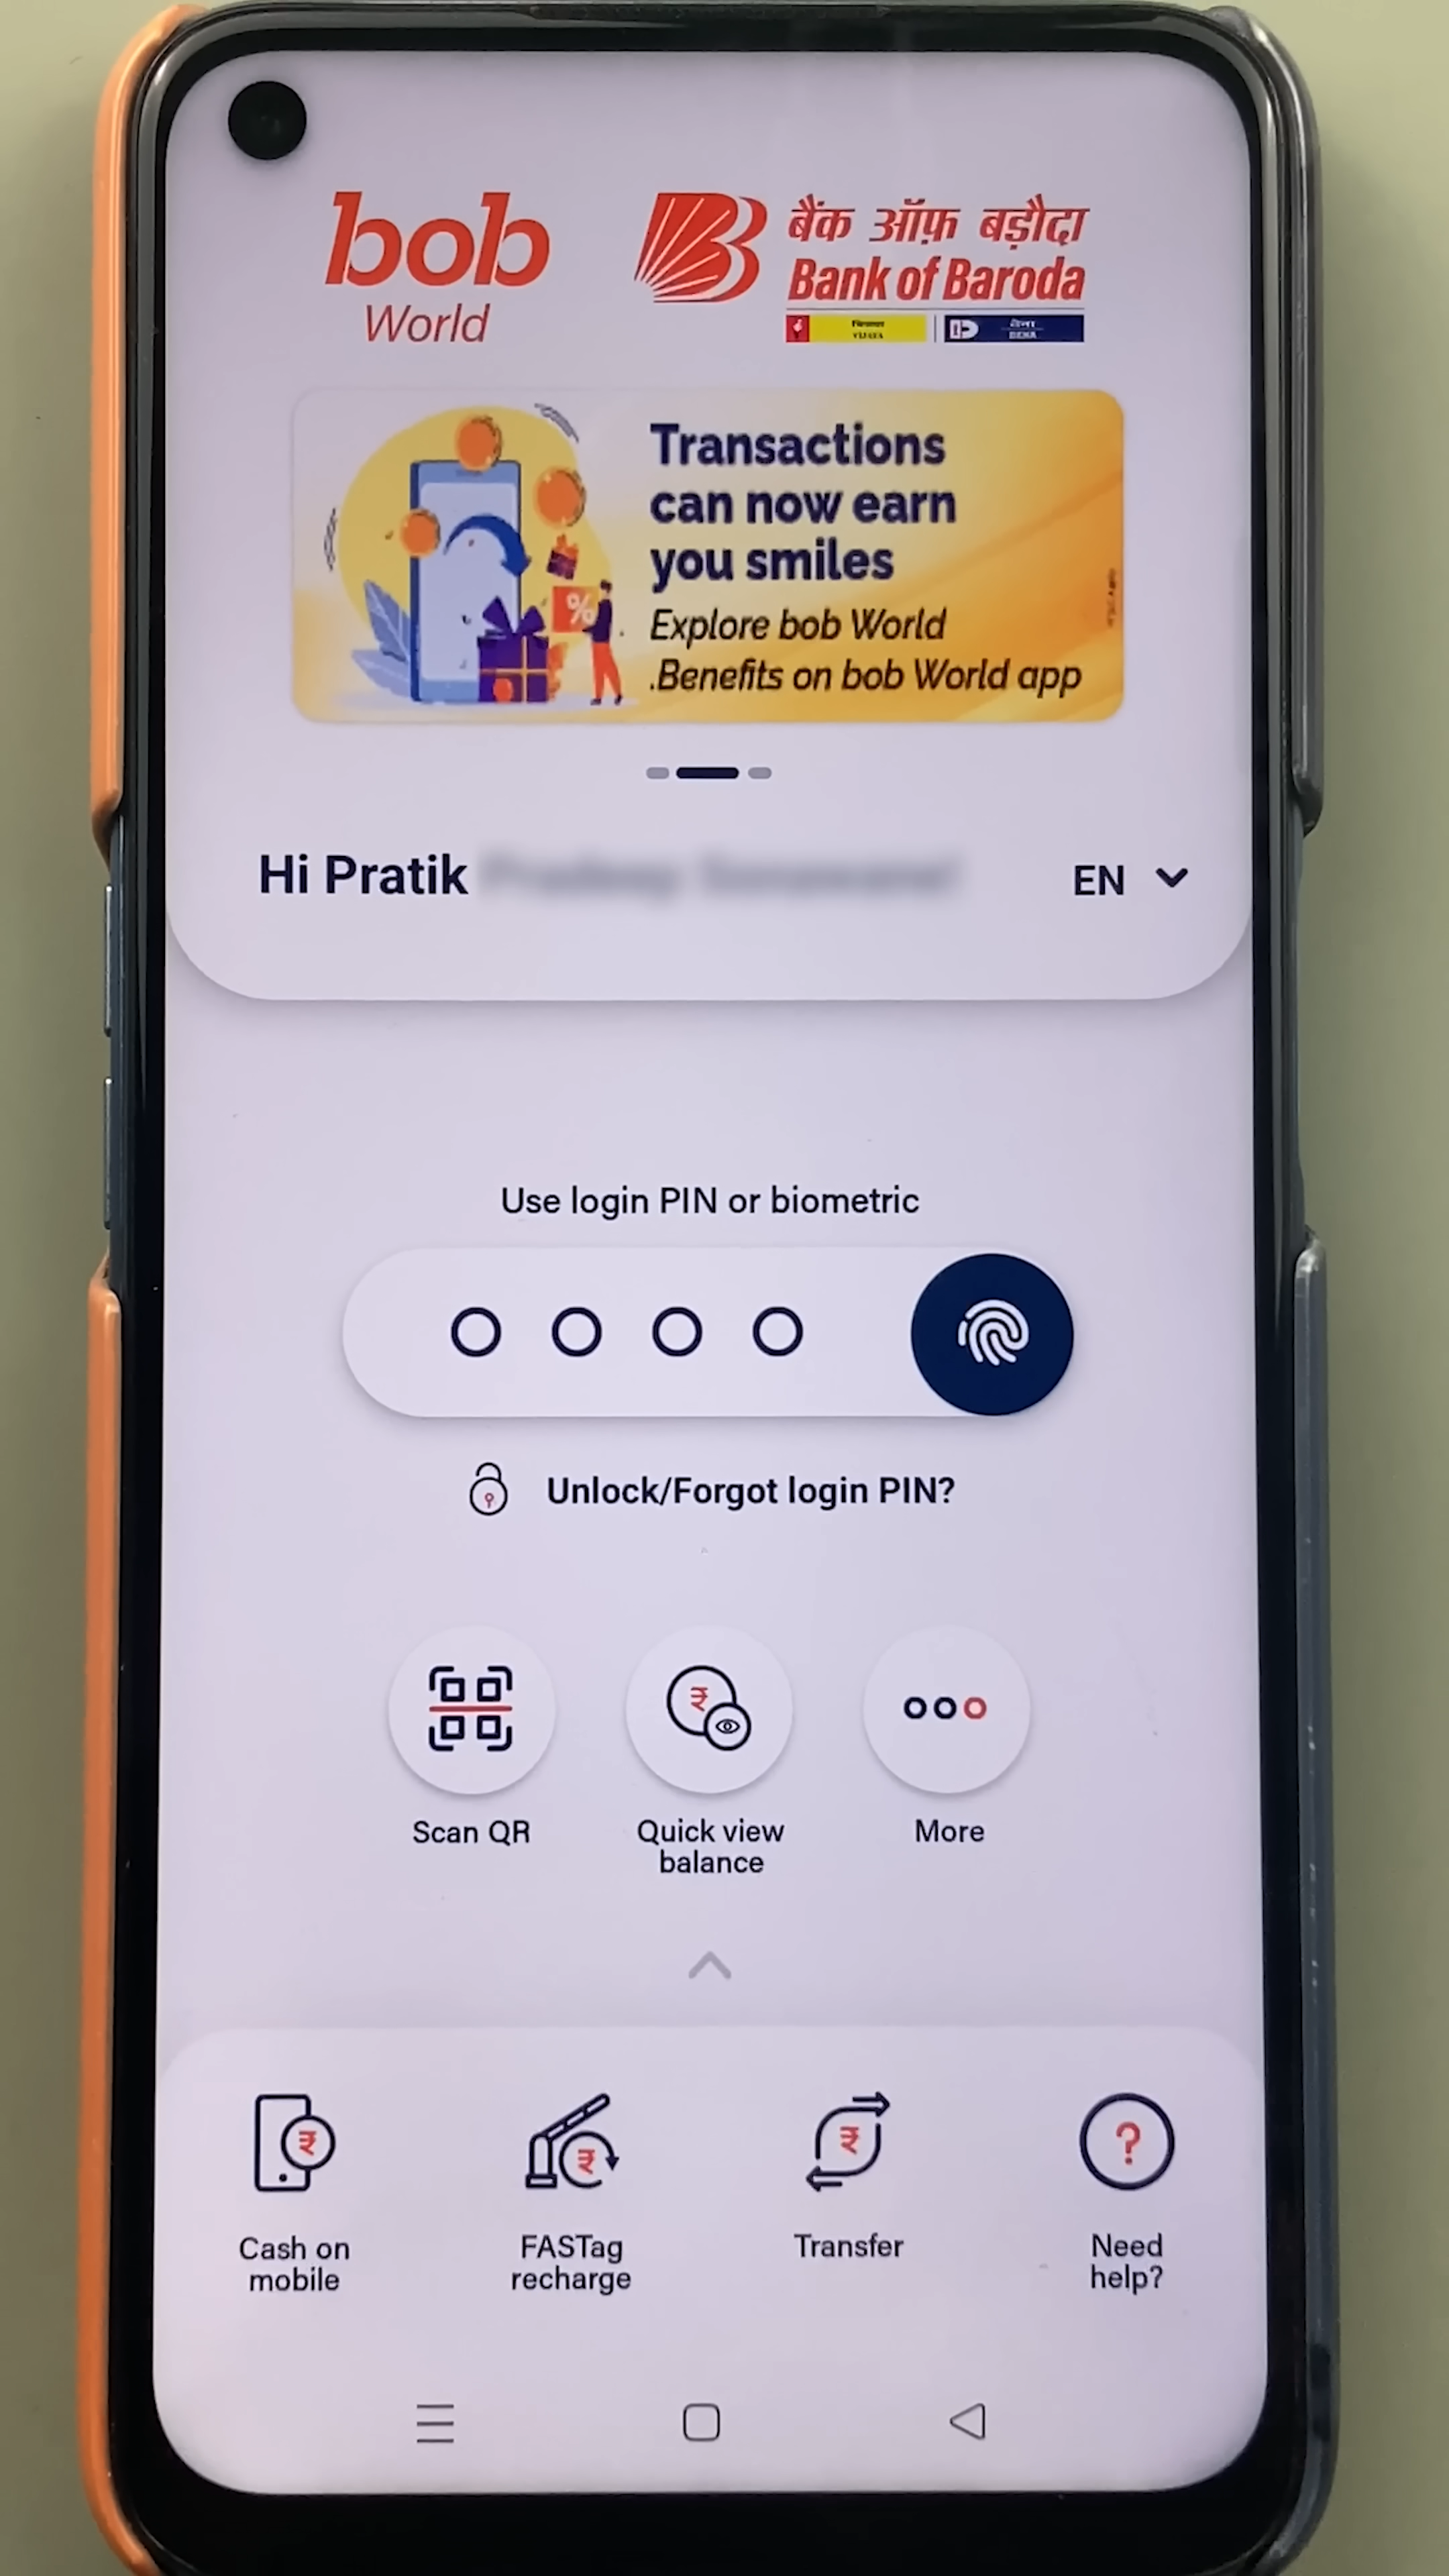 bob
World
बैंक ऑफ़ बड़ौदा
Bank of Baroda
VIJAYA
DENA
Transactions
can now earn
you smiles
Explore bob World
.Benefits on bob World app
Hi Pratik
EN
Use login PIN or biometric
Unlock/Forgot login PIN?
Scan QR
Quick view
balance
More
Cash on
mobile
FASTag
recharge
Transfer
Need
help?